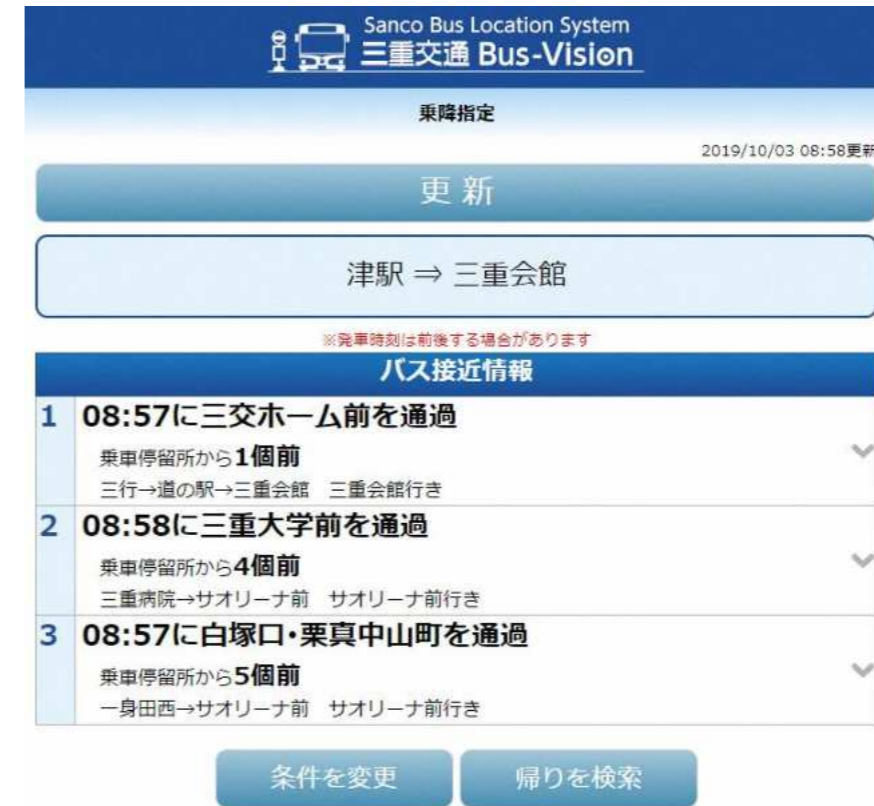 Sanco Bus Location System
三重交通 Bus-Vision
乗降指定
2019/10/03 08:58更新
更 新
津駅 ⇒ 三重会館
※発車時刻は前後する場合があります
バス接近情報
1 08:57に三交ホーム前を通過
乗車停留所から1個前
三行→道の駅→三重会館 三重会館行き
2 08:58に三重大学前を通過
乗車停留所から4個前
三重病院→サオリーナ前 サオリーナ前行き
3 08:57に白塚口・栗真中山町を通過
乗車停留所から5個前
一身田西→サオリーナ前 サオリーナ前行き
条件を変更 帰りを検索